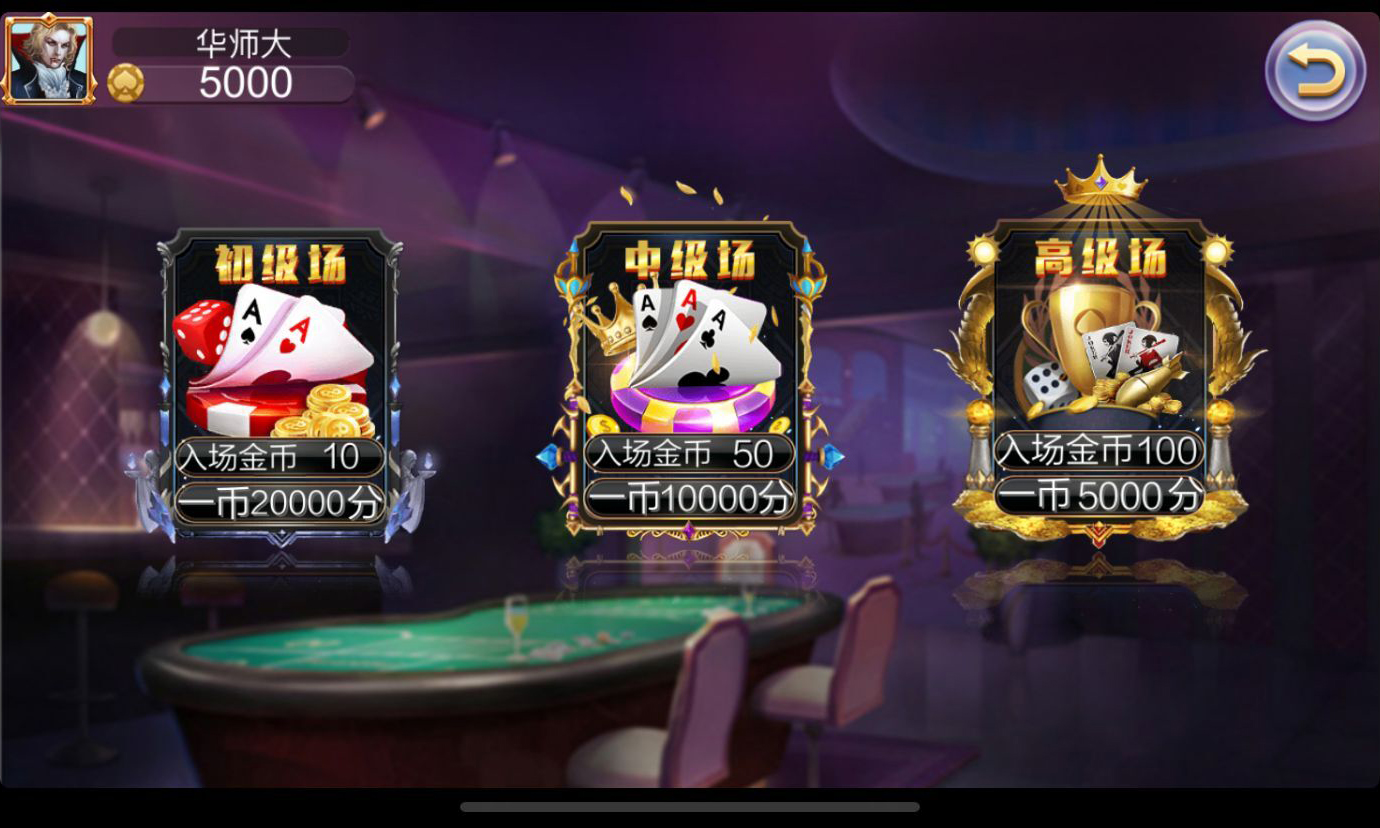 华师大
5000
初级场
入场金币 10
一币20000分
中级场
入场金币 50
一币10000分
高级场
入场金币100
一币5000分